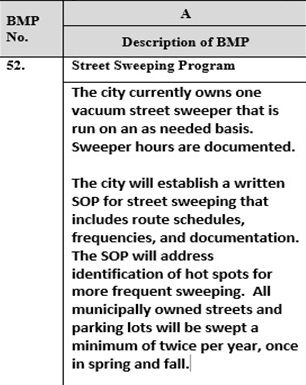 BMP
No.
A
Description of BMP
52.
Street Sweeping Program
The city currently owns one
vacuum street sweeper that is
run on an as needed basis.
Sweeper hours are documented.
The city will establish a written
SOP for street sweeping that
includes route schedules,
frequencies, and documentation.
The SOP will address
identification of hot spots for
more frequent sweeping.  All
municipally owned streets and
parking lots will be swept a
minimum of twice per year, once
in spring and fall.